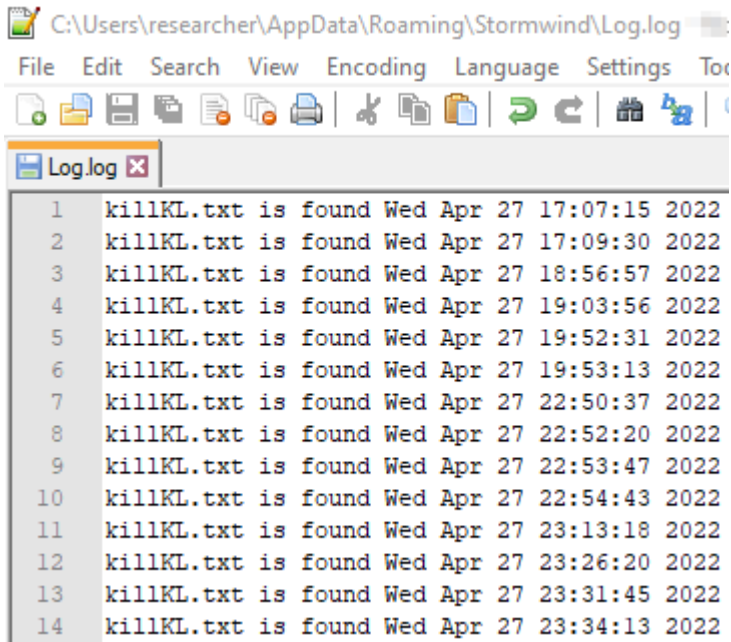 C:\Users\researcher\AppData\Roaming\Stormwind\Log.log
File Edit Search View Encoding Language Settings
Log.log
1 killKL.txt is found Wed Apr 27 17:07:15 2022
2 killKL.txt is found Wed Apr 27 17:09:30 2022
3 killKL.txt is found Wed Apr 27 18:56:57 2022
4 killKL.txt is found Wed Apr 27 19:03:56 2022
5 killKL.txt is found Wed Apr 27 19:52:31 2022
6 killKL.txt is found Wed Apr 27 19:53:13 2022
7 killKL.txt is found Wed Apr 27 22:50:37 2022
8 killKL.txt is found Wed Apr 27 22:52:20 2022
9 killKL.txt is found Wed Apr 27 22:53:47 2022
10 killKL.txt is found Wed Apr 27 22:54:43 2022
11 killKL.txt is found Wed Apr 27 23:13:18 2022
12 killKL.txt is found Wed Apr 27 23:26:20 2022
13 killKL.txt is found Wed Apr 27 23:31:45 2022
14 killKL.txt is found Wed Apr 27 23:34:13 2022